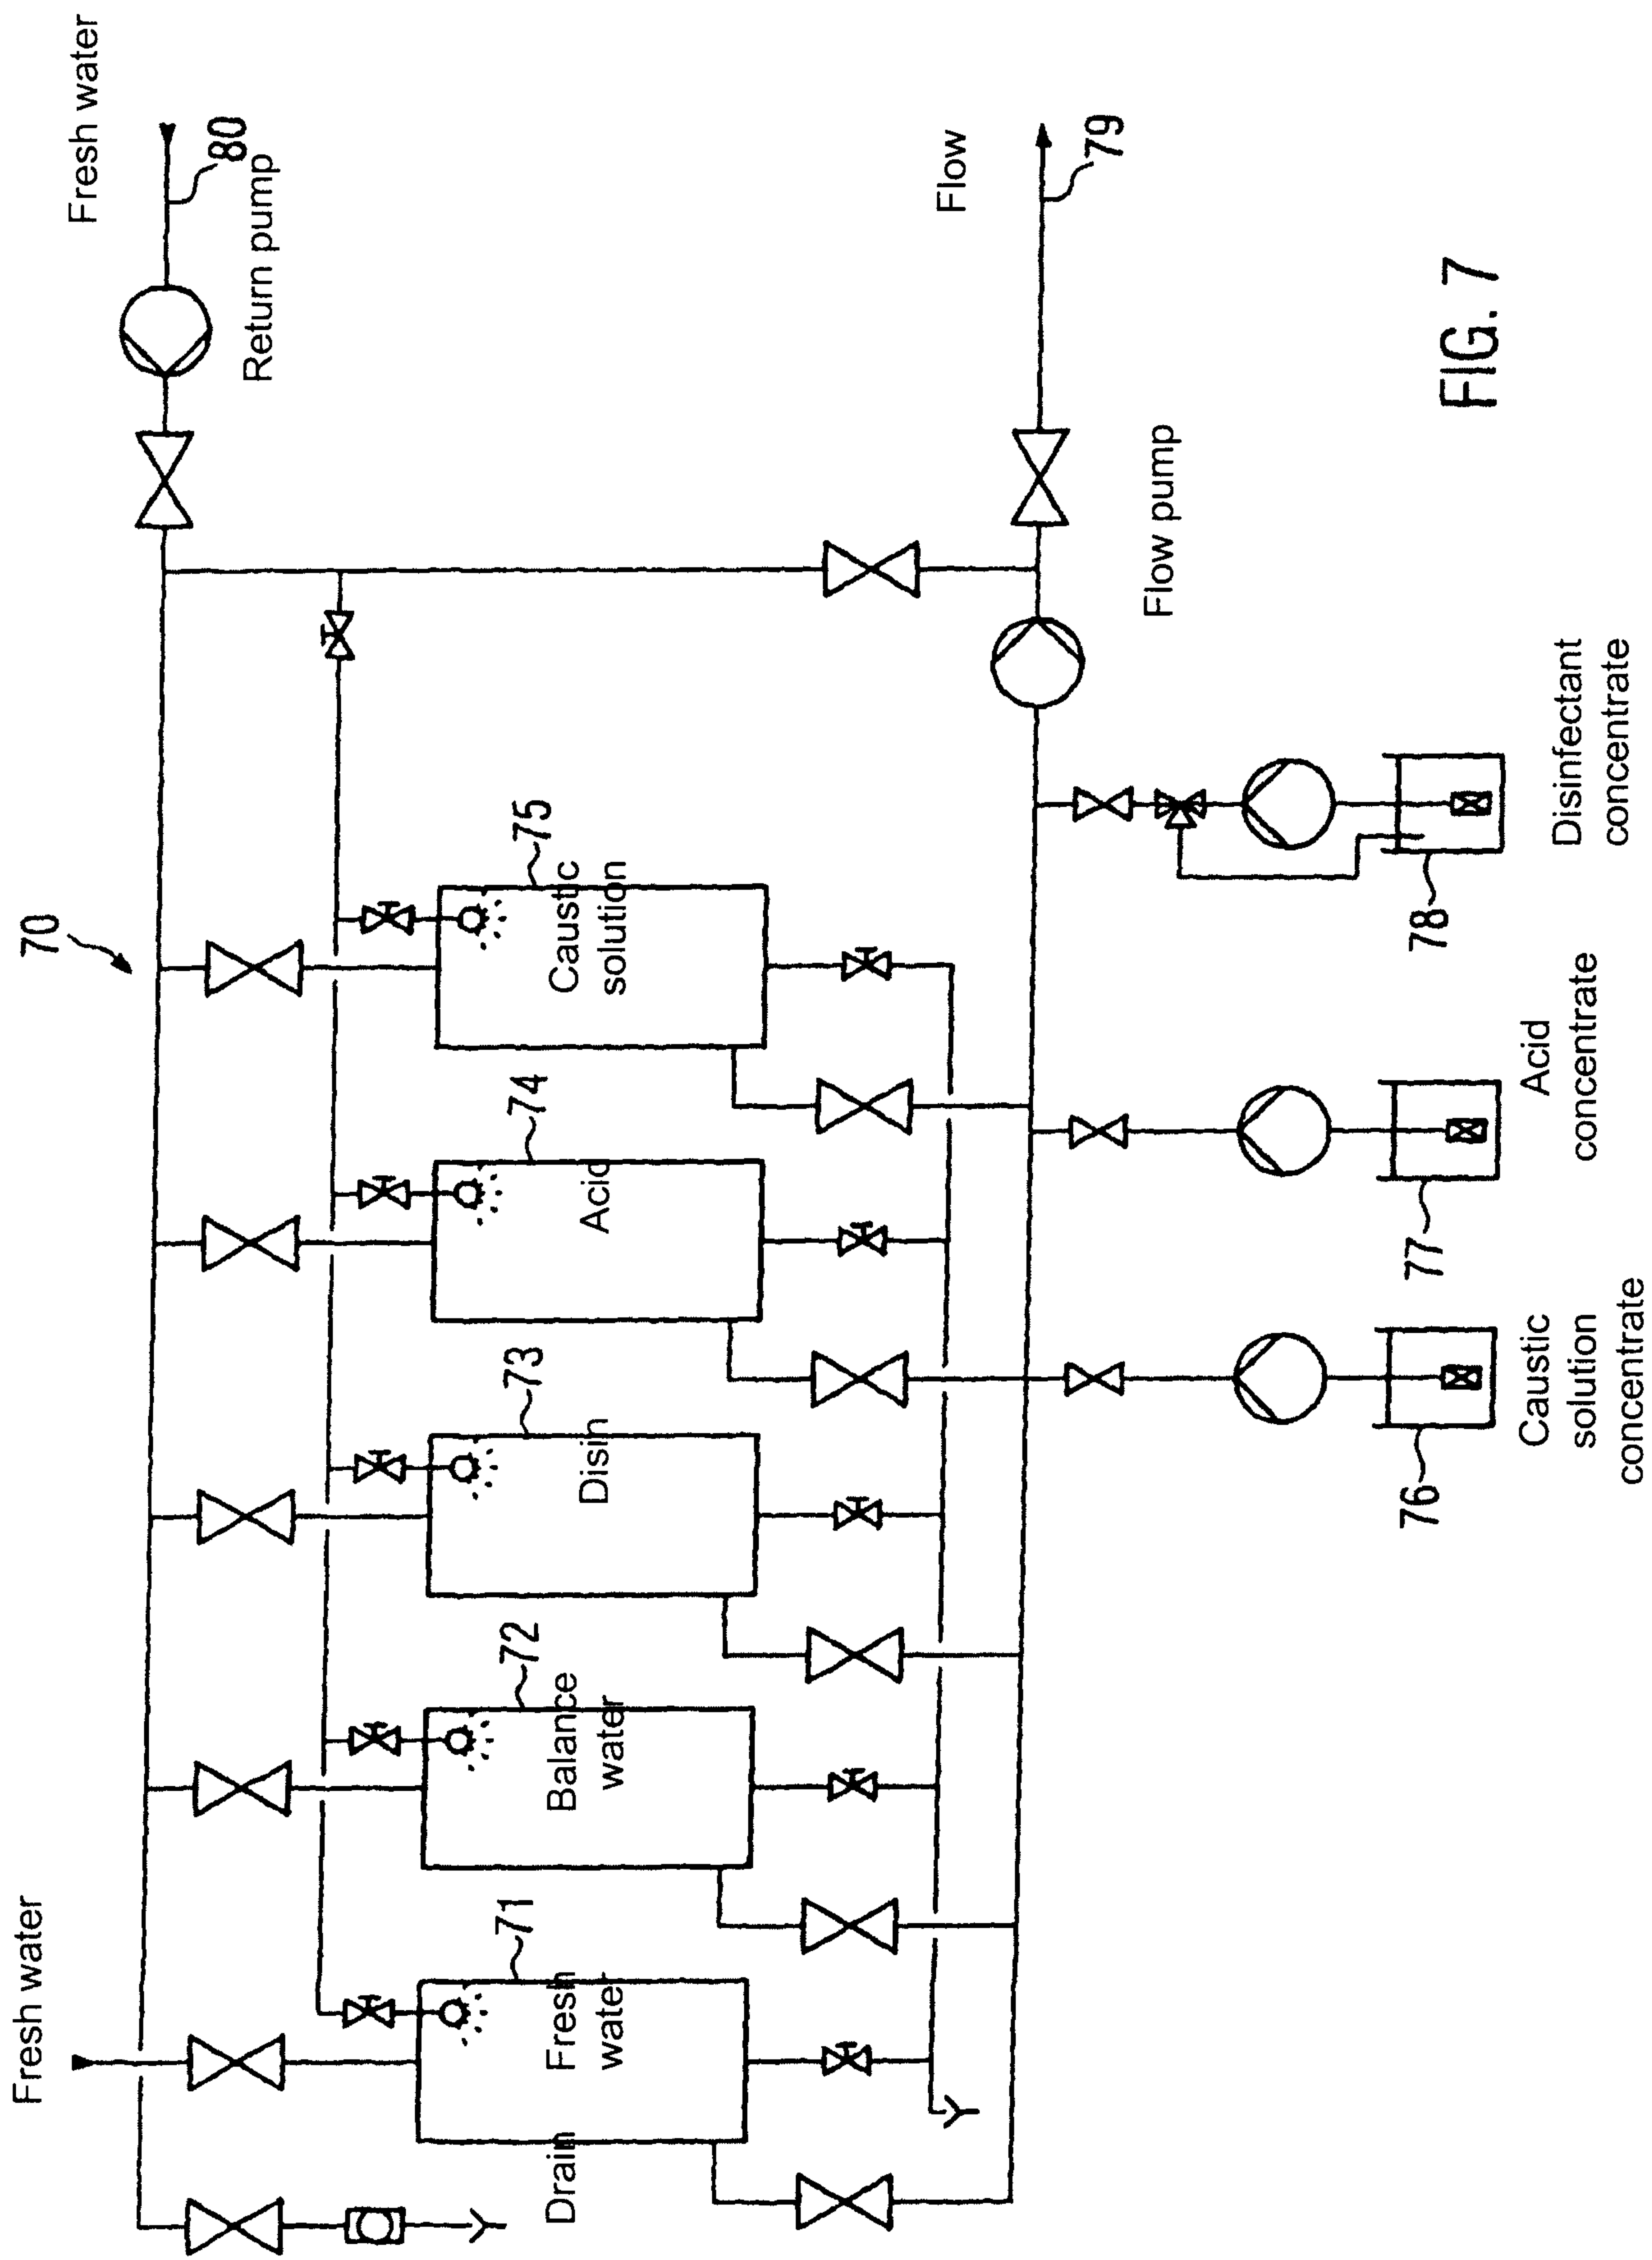 Fresh water
Fresh water
80
Return pump
70
71
72
73
74
75
Drain
Fresh
water
Balance
water
Disin
Acid
Caustic
solution
Flow
79
Flow pump
76
77
78
Caustic
solution
concentrate
Acid
concentrate
Disinfectant
concentrate
FIG. 7